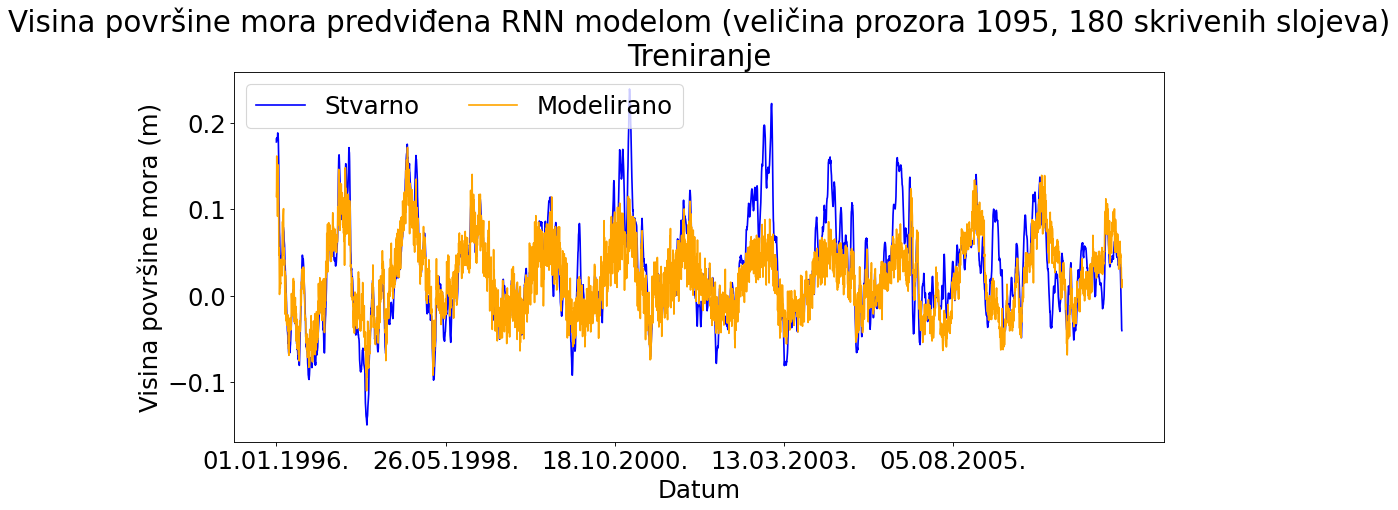 Visina površine mora predviđena RNN modelom (veličina prozora 1095, 180 skrivenih slojeva)
Treniranje
Stvarno Modelirano
Visina površine mora (m)
0.2
0.1
0.0
−0.1
01.01.1996. 26.05.1998. 18.10.2000. 13.03.2003. 05.08.2005.
Datum